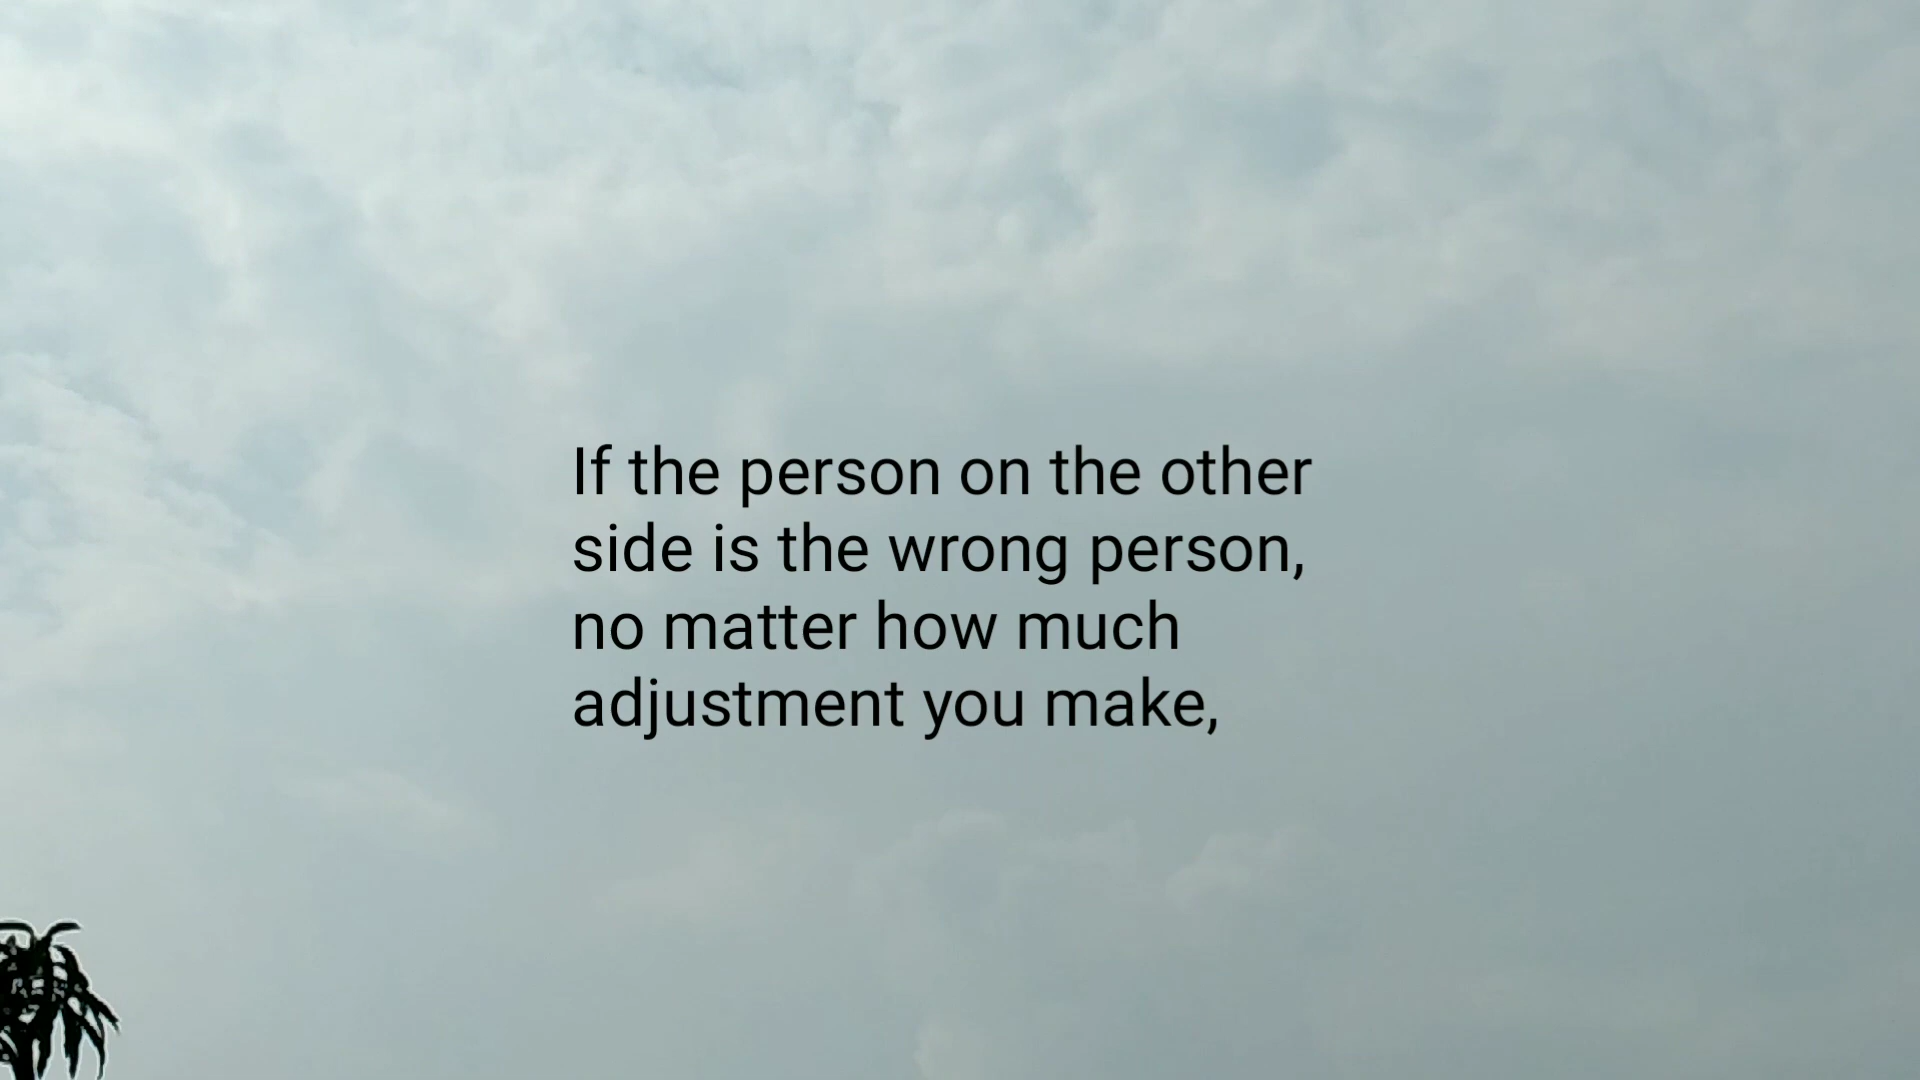 If the person on the other
side is the wrong person,
no matter how much
adjustment you make,